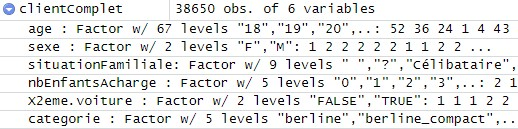 clientComplet 38650 obs. of 6 variables
age : Factor w/ 67 levels "18","19","20",..: 52 36 24 1 4 43
sexe : Factor w/ 2 levels "F","M": 1 2 2 2 2 2 1 1 2 2 ...
situationFamiliale: Factor w/ 9 levels " ","?","Célibataire",
nbEnfantsAcharge : Factor w/ 5 levels "0","1","2","3",..: 2 1
X2eme.voiture : Factor w/ 2 levels "FALSE","TRUE": 1 1 1 2 2
categorie : Factor w/ 5 levels "berline","berline_compact",..